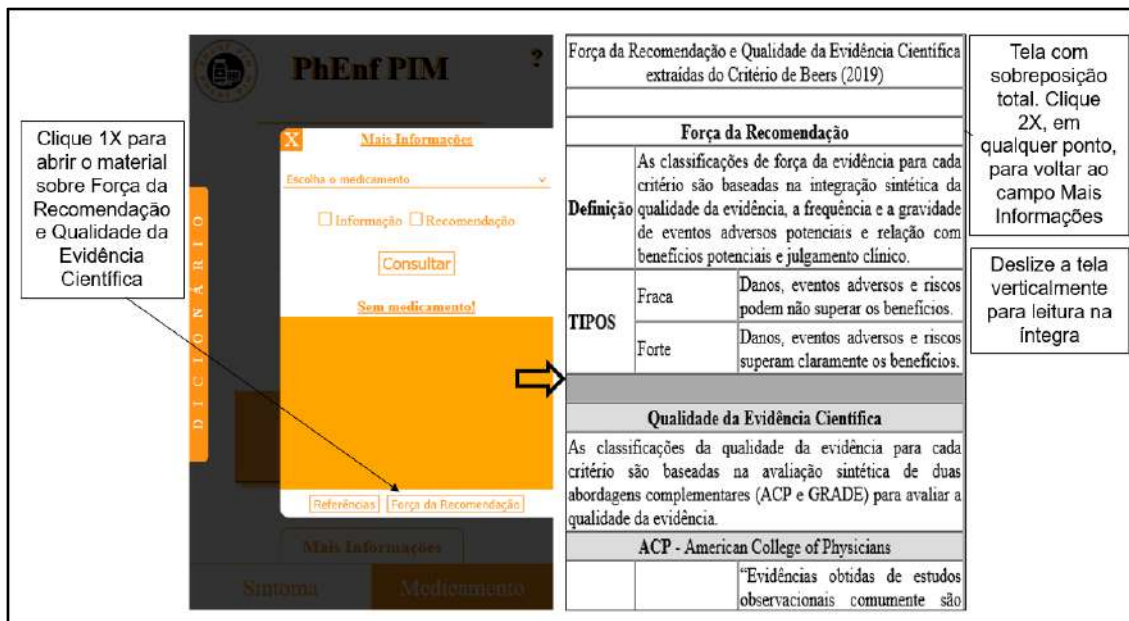 Clique 1X para
abrir o material
sobre Força da
Recomendação
e Qualidade da
Evidência
Científica
PhEnf PIM
?
DICIONÁRIO
X
Mais Informações
Escolha o medicamento
Informação
Recomendação
Consultar
Sem medicamento!
Referências
Força da Recomendação
Mais Informações
Sintoma
Medicamento
Força da Recomendação e Qualidade da Evidência Científica
extraídas do Critério de Beers (2019)
Força da Recomendação
Definição
As classificações de força da evidência para cada
critério são baseadas na integração sintética da
qualidade da evidência, a frequência e a gravidade
de eventos adversos potenciais e relação com
benefícios potenciais e julgamento clínico.
TIPOS
Fraca
Danos, eventos adversos e riscos
podem não superar os benefícios.
Forte
Danos, eventos adversos e riscos
superam claramente os benefícios.
Qualidade da Evidência Científica
As classificações da qualidade da evidência para cada
critério são baseadas na avaliação sintética de duas
abordagens complementares (ACP e GRADE) para avaliar a
qualidade da evidência.
ACP - American College of Physicians
“Evidências obtidas de estudos
observacionais comumente são
Tela com
sobreposição
total. Clique
2X, em
qualquer ponto,
para voltar ao
campo Mais
Informações
Deslize a tela
verticalmente
para leitura na
íntegra